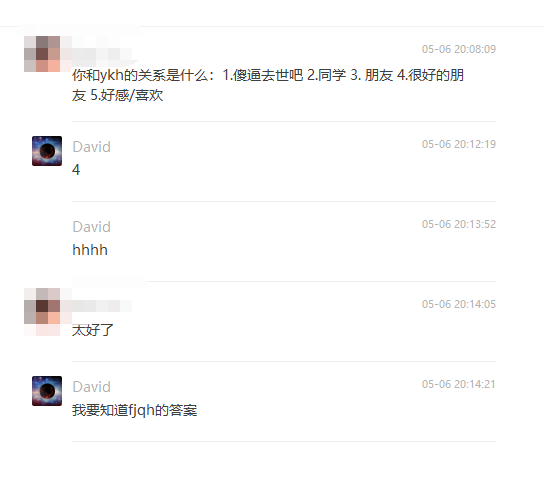 05-06 20:08:09
你和ykh的关系是什么：1.傻逼去世吧 2.同学 3. 朋友 4.很好的朋
友 5.好感/喜欢
David
05-06 20:12:19
4
David
05-06 20:13:52
hhhh
05-06 20:14:05
太好了
David
05-06 20:14:21
我要知道fjqh的答案